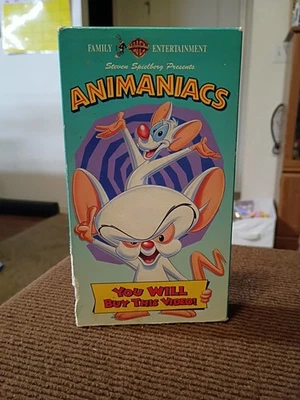 FAMILY ENTERTAINMENT
Steven Spielberg Presents
ANIMANIACS
YOU WILL
BUY THIS VIDEO!